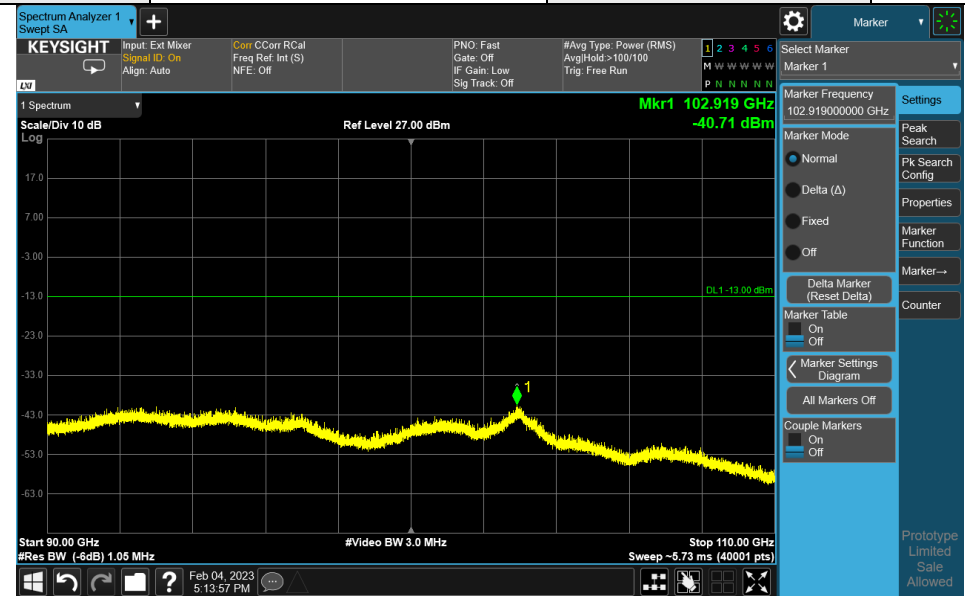 Spectrum Analyzer 1
Swept SA
+
Marker
KEYSIGHT
LXI
Input: Ext Mixer
Signal ID: On
Align: Auto
Corr CCorr RCal
Freq Ref: Int (S)
NFE: Off
PNO: Fast
Gate: Off
IF Gain: Low
Sig Track: Off
#Avg Type: Power (RMS)
Avg|Hold:>100/100
Trig: Free Run
1 2 3 4 5 6
M W W W W W
P N N N N N
Select Marker
Marker 1
1 Spectrum
Mkr1 102.919 GHz
-40.71 dBm
Scale/Div 10 dB
Ref Level 27.00 dBm
Log
17.0
7.00
-3.00
-13.0
-23.0
-33.0
-43.0
-53.0
-63.0
DL1 -13.00 dBm
1
Start 90.00 GHz
#Video BW 3.0 MHz
Stop 110.00 GHz
#Res BW (-6dB) 1.05 MHz
Sweep ~5.73 ms (40001 pts)
Marker Frequency
102.919000000 GHz
Marker Mode
Normal
Delta (Δ)
Fixed
Off
Delta Marker
(Reset Delta)
Marker Table
On
Off
Marker Settings
Diagram
All Markers Off
Couple Markers
On
Off
Settings
Peak
Search
Pk Search
Config
Properties
Marker
Function
Marker→
Counter
Prototype
Limited
Sale
Allowed
?
Feb 04, 2023
5:13:57 PM